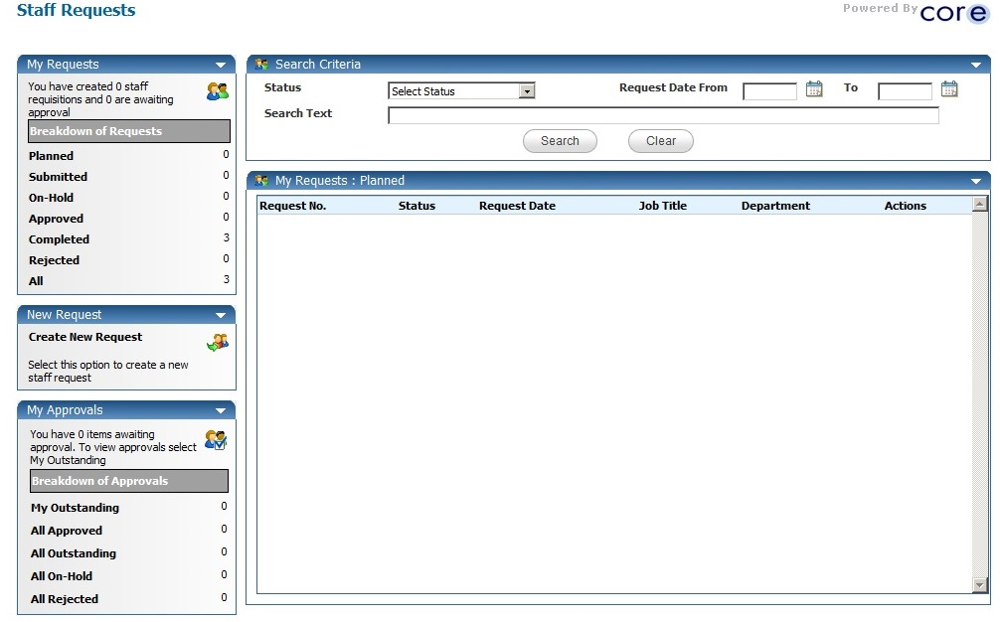 Staff Requests
Powered By core
My Requests
You have created 0 staff
requisitions and 0 are awaiting
approval
Breakdown of Requests
Planned 0
Submitted 0
On-Hold 0
Approved 0
Completed 3
Rejected 0
All 3
New Request
Create New Request
Select this option to create a new
staff request
My Approvals
You have 0 items awaiting
approval. To view approvals select
My Outstanding
Breakdown of Approvals
My Outstanding 0
All Approved 0
All Outstanding 0
All On-Hold 0
All Rejected 0
Search Criteria
Status Select Status Request Date From To
Search Text
Search Clear
My Requests : Planned
Request No. Status Request Date Job Title Department Actions